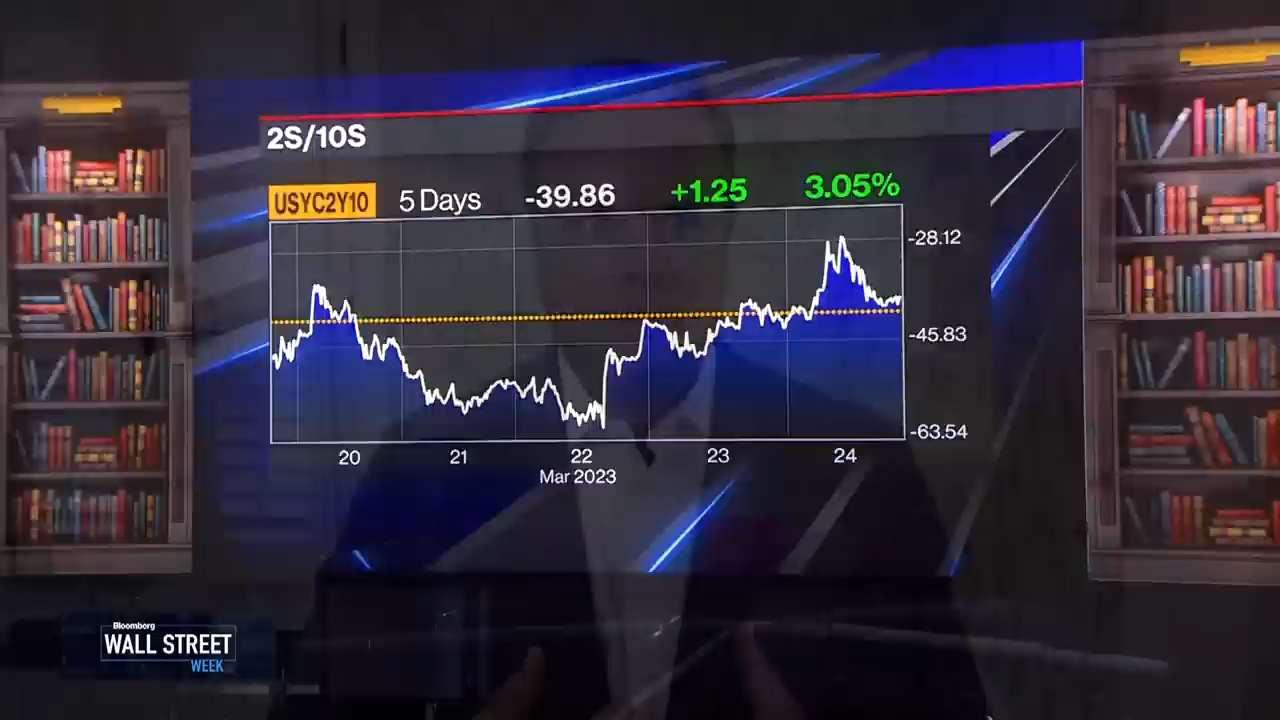 2S/10S
USYC2Y10 5 Days -39.86 +1.25 3.05%
-28.12
-45.83
-63.54
20 21 22 23 24
Mar 2023
Bloomberg
WALL STREET
WEEK